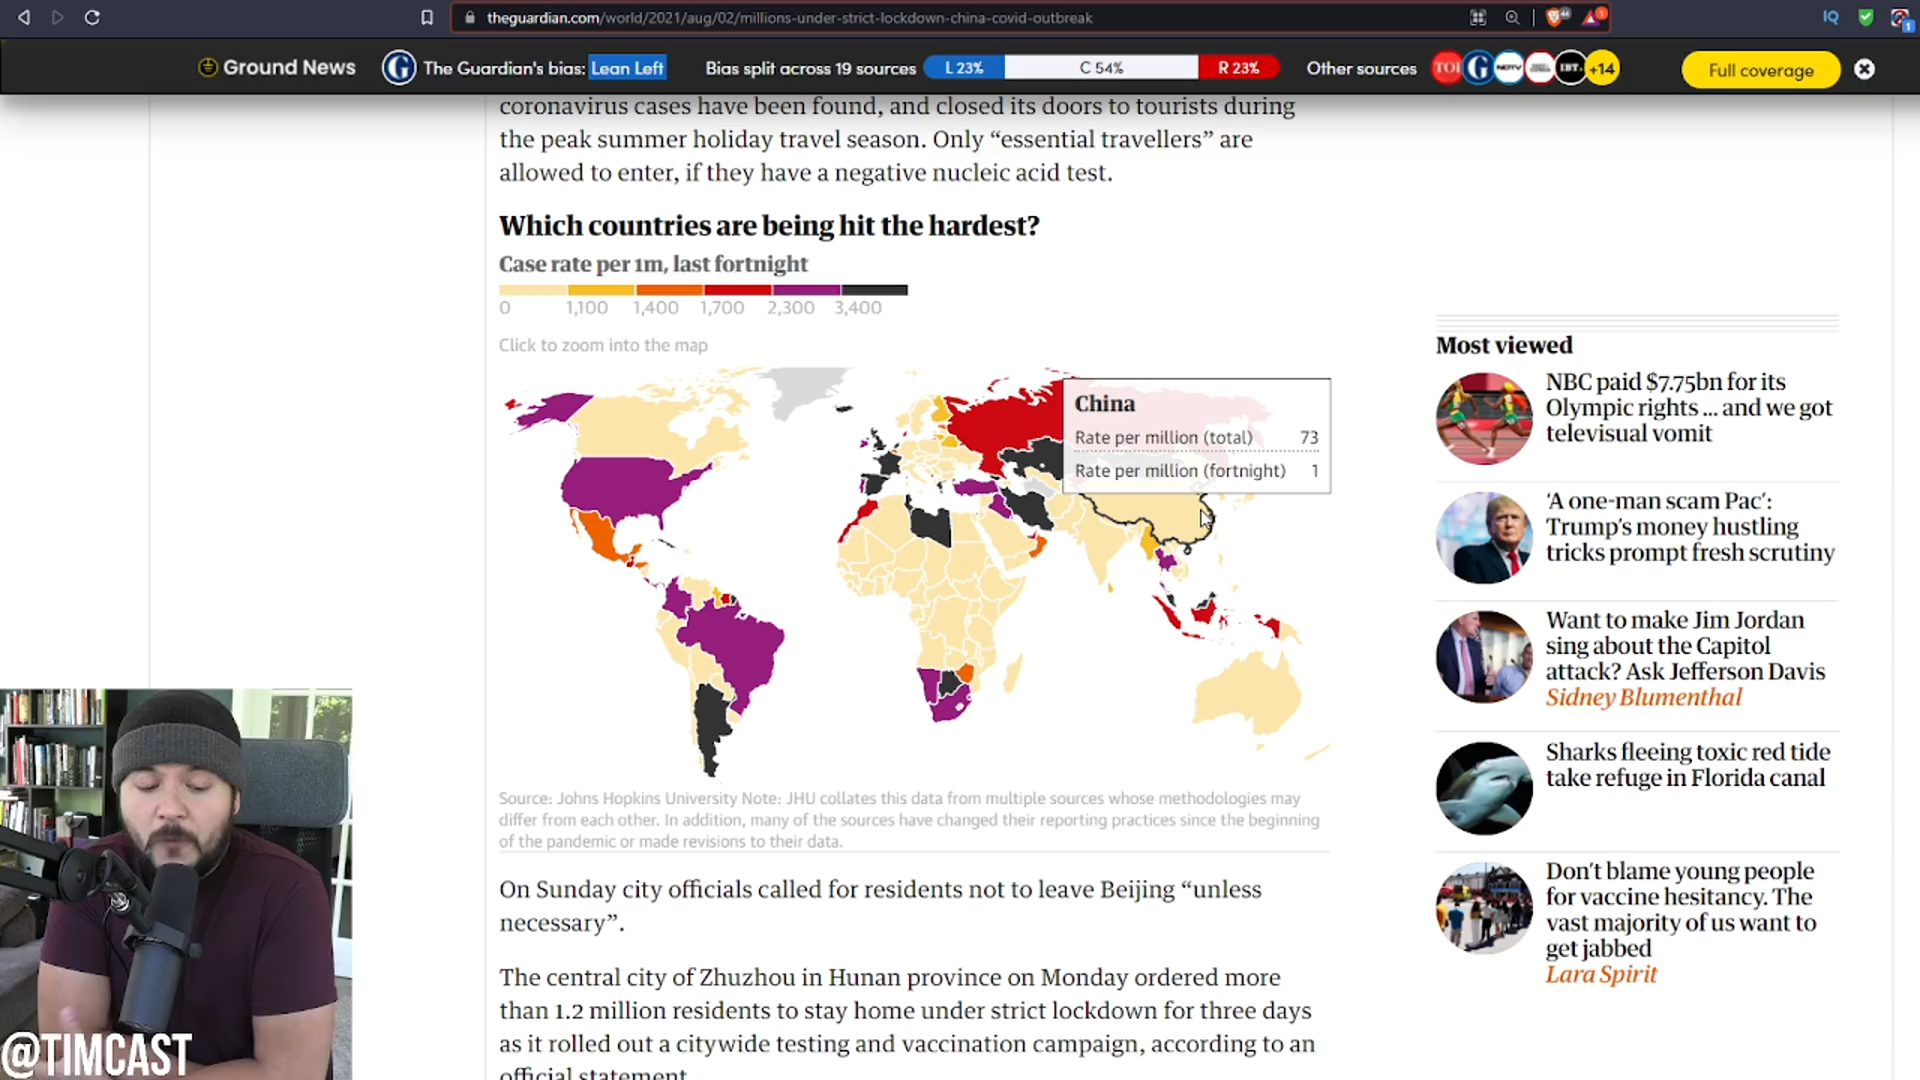 theguardian.com/world/2021/aug/02/millions-under-strict-lockdown-china-covid-outbreak
IQ
Ground News
G
The Guardian's bias: Lean Left
Bias split across 19 sources
L 23%
C 54%
R 23%
Other sources
TOI
G
NDTV
IBT.
+14
Full coverage
coronavirus cases have been found, and closed its doors to tourists during
the peak summer holiday travel season. Only “essential travellers” are
allowed to enter, if they have a negative nucleic acid test.
Which countries are being hit the hardest?
Case rate per 1m, last fortnight
0 1,100 1,400 1,700 2,300 3,400
Click to zoom into the map
China
Rate per million (total) 73
Rate per million (fortnight) 1
Source: Johns Hopkins University Note: JHU collates this data from multiple sources whose methodologies may
differ from each other. In addition, many of the sources have changed their reporting practices since the beginning
of the pandemic or made revisions to their data.
On Sunday city officials called for residents not to leave Beijing “unless
necessary”.
The central city of Zhuzhou in Hunan province on Monday ordered more
than 1.2 million residents to stay home under strict lockdown for three days
as it rolled out a citywide testing and vaccination campaign, according to an
official statement.
Most viewed
NBC paid $7.75bn for its
Olympic rights ... and we got
televisual vomit
‘A one-man scam Pac’:
Trump’s money hustling
tricks prompt fresh scrutiny
Want to make Jim Jordan
sing about the Capitol
attack? Ask Jefferson Davis
Sidney Blumenthal
Sharks fleeing toxic red tide
take refuge in Florida canal
Don’t blame young people
for vaccine hesitancy. The
vast majority of us want to
get jabbed
Lara Spirit
@TIMCAST